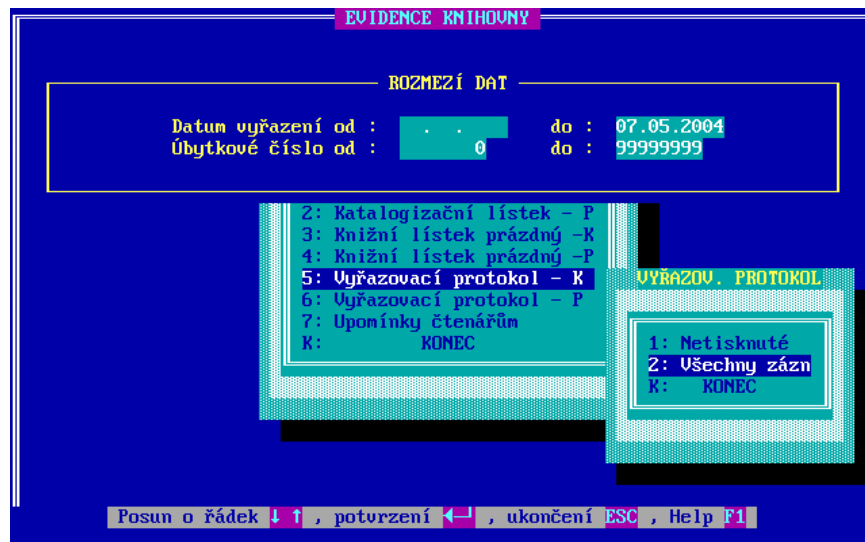 EVIDENCE KNIHOVNY
ROZMEZÍ DAT
Datum vyřazení od : . . do : 07.05.2004
Úbytkové číslo od : 0 do : 99999999
2: Katalogizační lístek - P
3: Knižní lístek prázdný -K
4: Knižní lístek prázdný -P
5: Vyřazovací protokol - K
6: Vyřazovací protokol - P
7: Upomínky čtenářům
K: KONEC
VYŘAZOV. PROTOKOL
1: Netisknuté
2: Všechny zázn
K: KONEC
Posun o řádek ↓ ↑ , potvrzení ◄─┘ , ukončení ESC , Help F1